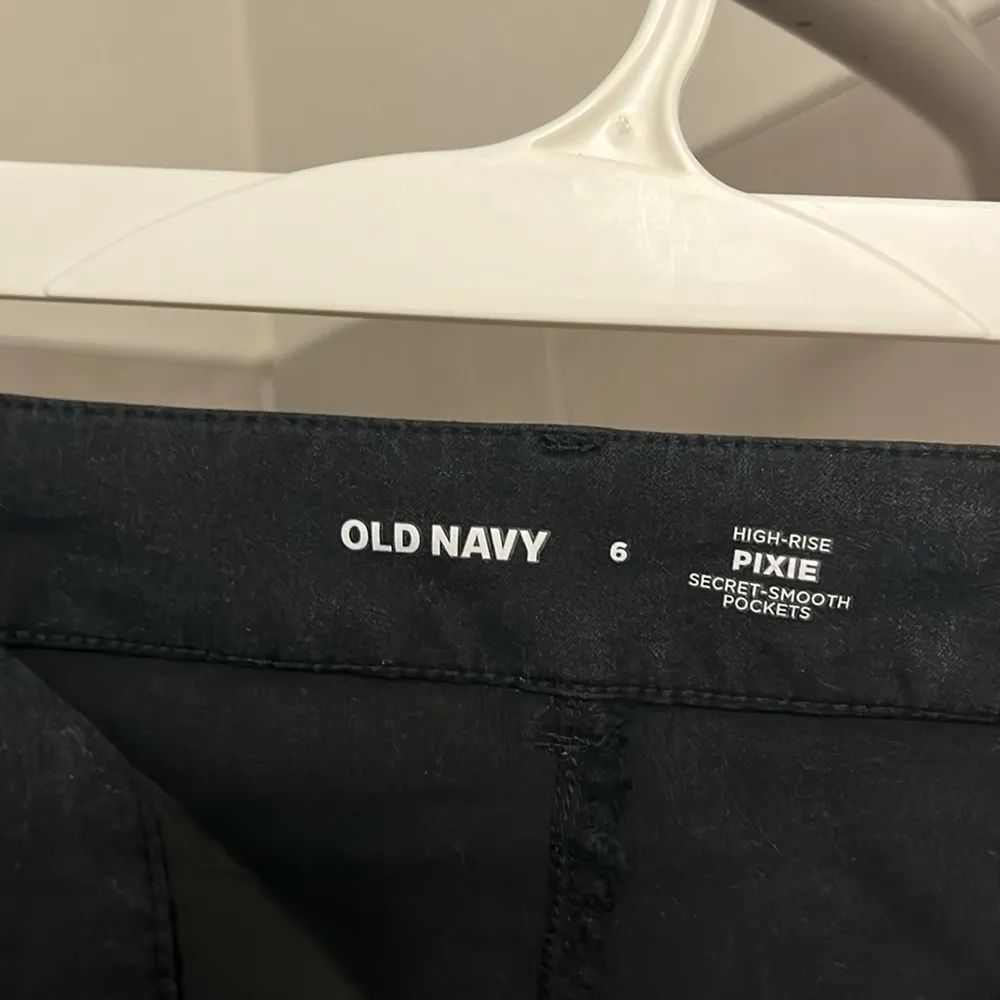 OLD NAVY
6
HIGH-RISE
PIXIE
SECRET-SMOOTH
POCKETS